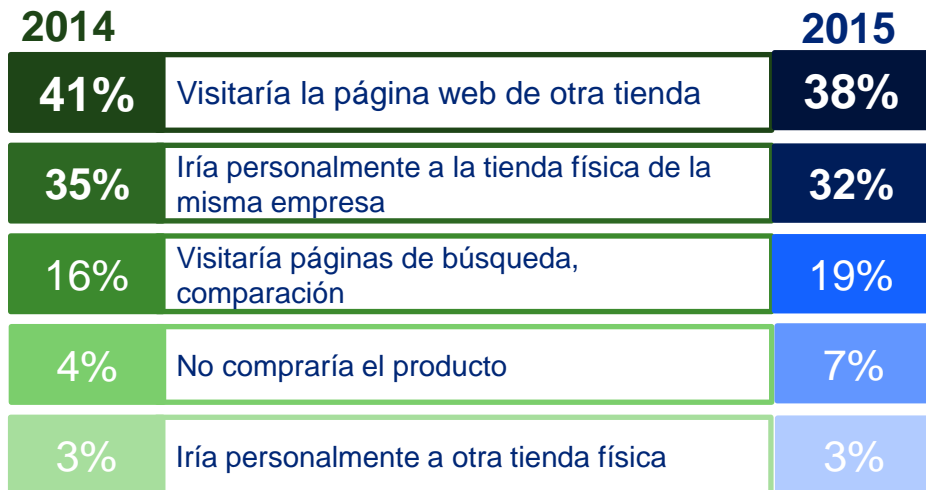 2014 2015
41% Visitaría la página web de otra tienda 38%
35% Iría personalmente a la tienda física de la
misma empresa 32%
16% Visitaría páginas de búsqueda,
comparación 19%
4% No compraría el producto 7%
3% Iría personalmente a otra tienda física 3%